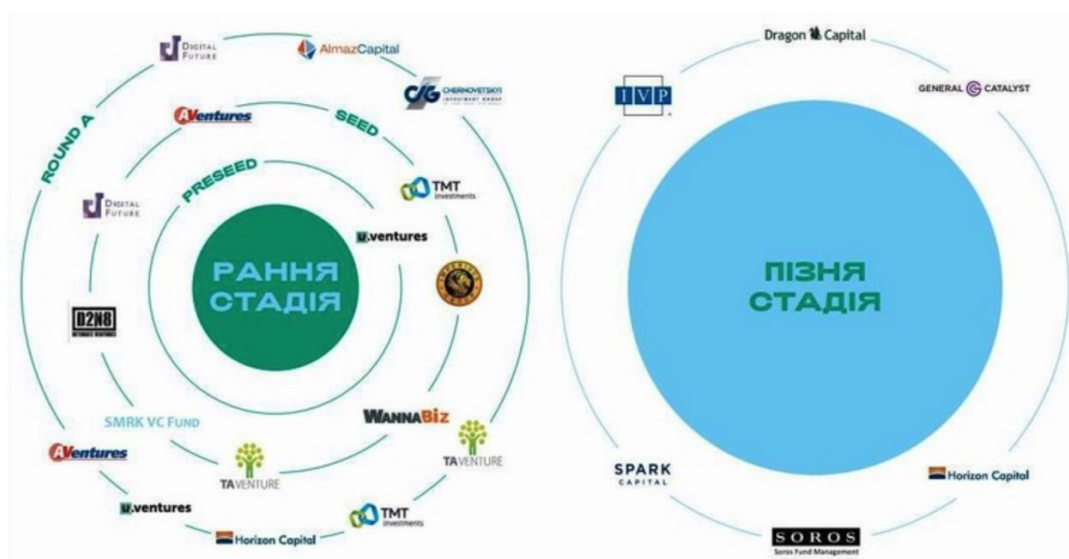 DIGITAL
FUTURE
AlmazCapital
CIG CHERNOVETSKYI
INVESTMENT GROUP
ROUND A
AVentures
SEED
PRESEED
TMT
Investments
DIGITAL
FUTURE
u.ventures
РАННЯ
СТАДІЯ
D2N8
SMRK VC FUND
WANNABIZ
AVentures
TAVENTURE
TAVENTURE
u.ventures
TMT
Investments
Horizon Capital
Dragon Capital
IVP
GENERAL CATALYST
ПІЗНЯ
СТАДІЯ
SPARK
CAPITAL
Horizon Capital
SOROS
Soros Fund Management